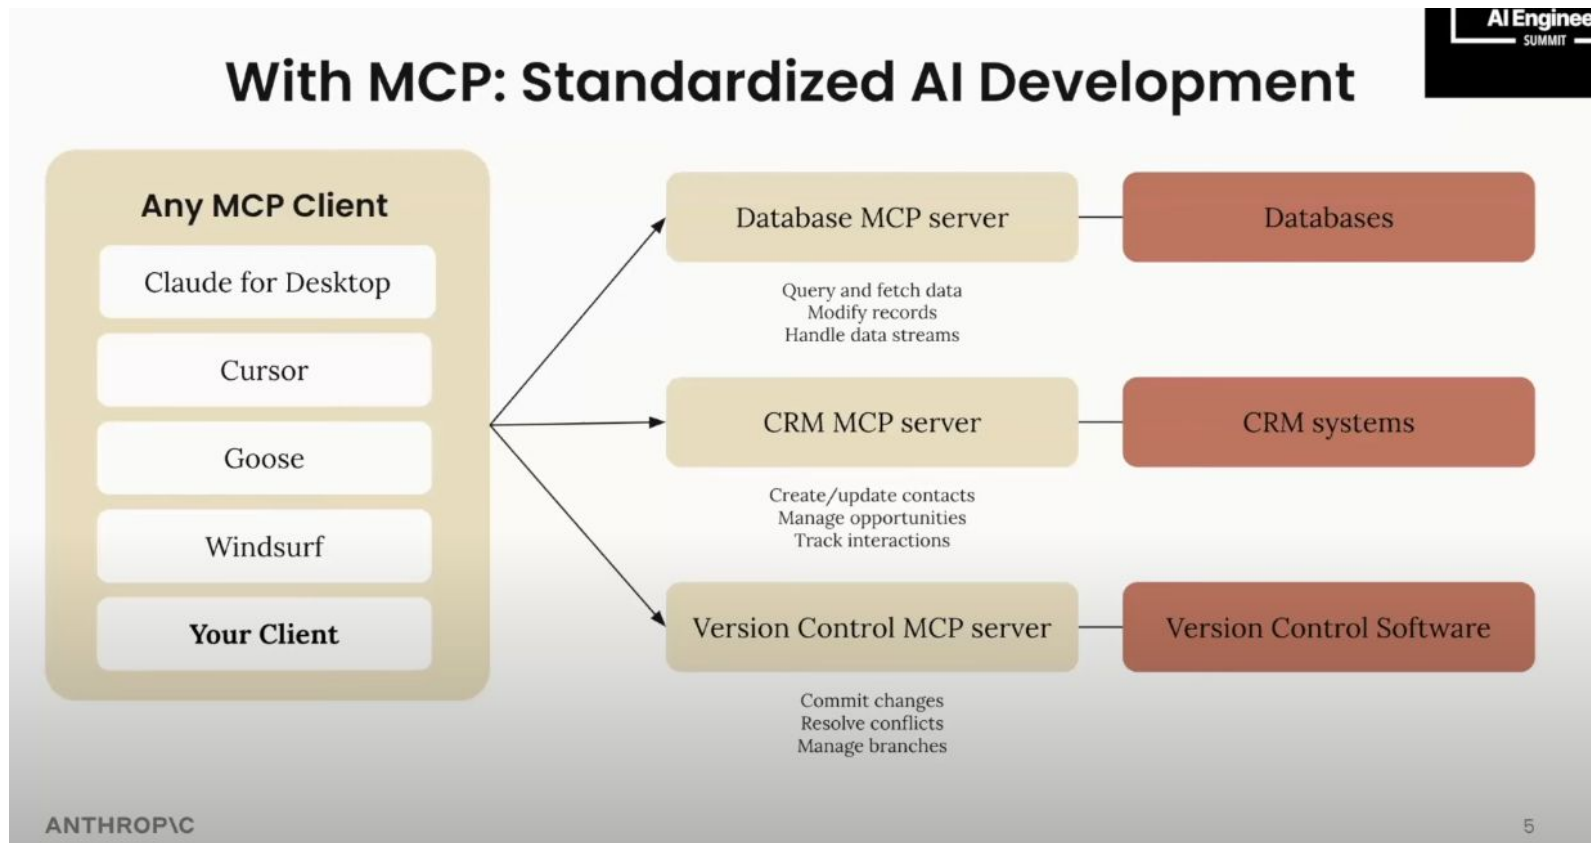 AI Enginee
SUMMIT
With MCP: Standardized AI Development
Any MCP Client
Claude for Desktop
Cursor
Goose
Windsurf
Your Client
Database MCP server
Query and fetch data
Modify records
Handle data streams
CRM MCP server
Create/update contacts
Manage opportunities
Track interactions
Version Control MCP server
Commit changes
Resolve conflicts
Manage branches
Databases
CRM systems
Version Control Software
ANTHROP\C
5